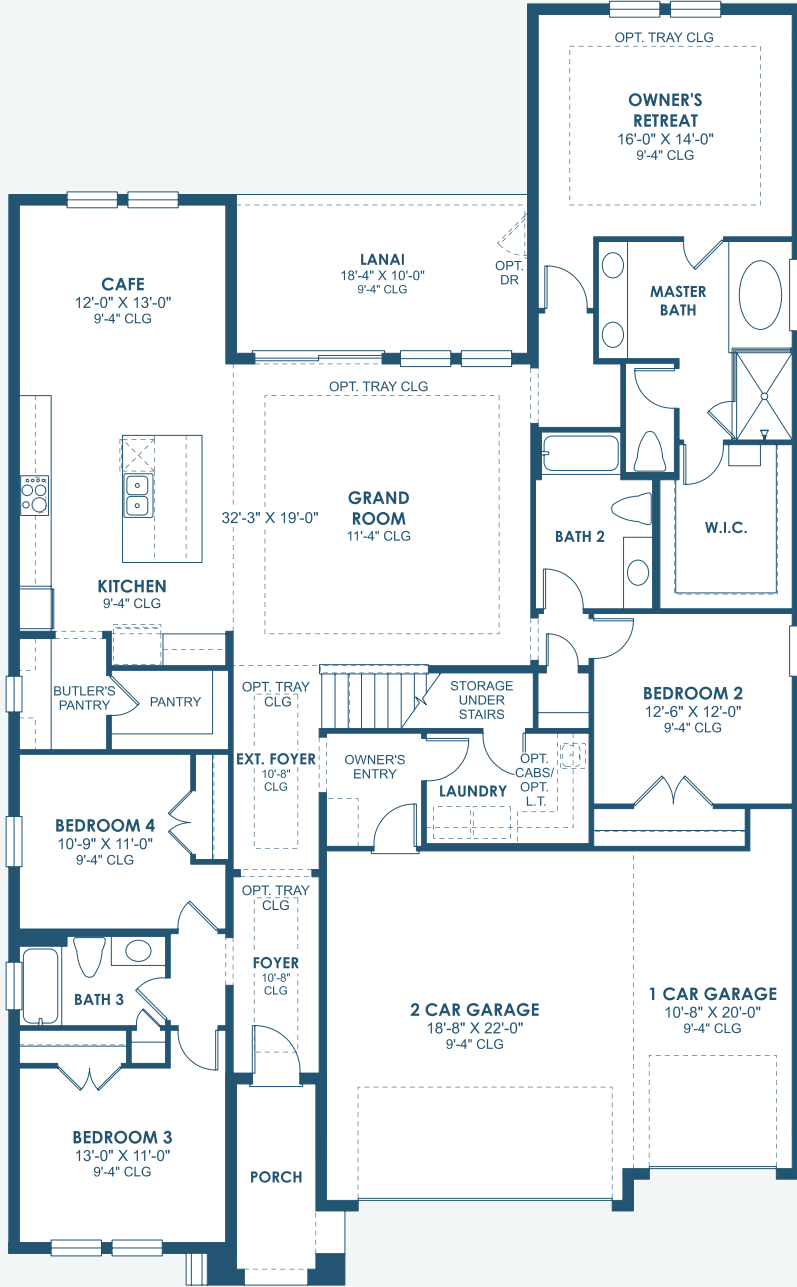 OPT. TRAY CLG
OWNER'S
RETREAT
16'-0" X 14'-0"
9'-4" CLG
CAFE
12'-0" X 13'-0"
9'-4" CLG
LANAI
18'-4" X 10'-0"
9'-4" CLG
OPT.
DR
MASTER
BATH
OPT. TRAY CLG
GRAND
ROOM
11'-4" CLG
32'-3" X 19'-0"
KITCHEN
9'-4" CLG
BATH 2
W.I.C.
BUTLER'S
PANTRY
PANTRY
OPT. TRAY
CLG
STORAGE
UNDER
STAIRS
BEDROOM 2
12'-6" X 12'-0"
9'-4" CLG
EXT. FOYER
10'-8"
CLG
OWNER'S
ENTRY
LAUNDRY
OPT.
CABS/
OPT.
L.T.
BEDROOM 4
10'-9" X 11'-0"
9'-4" CLG
OPT. TRAY
CLG
FOYER
10'-8"
CLG
BATH 3
2 CAR GARAGE
18'-8" X 22'-0"
9'-4" CLG
1 CAR GARAGE
10'-8" X 20'-0"
9'-4" CLG
BEDROOM 3
13'-0" X 11'-0"
9'-4" CLG
PORCH